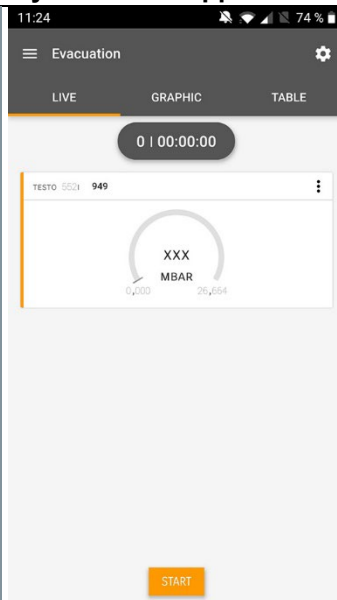 11:24 74 %
Evacuation
LIVE GRAPHIC TABLE
0 | 00:00:00
TESTO 552i 949
XXX
MBAR
0,000 26,664
START